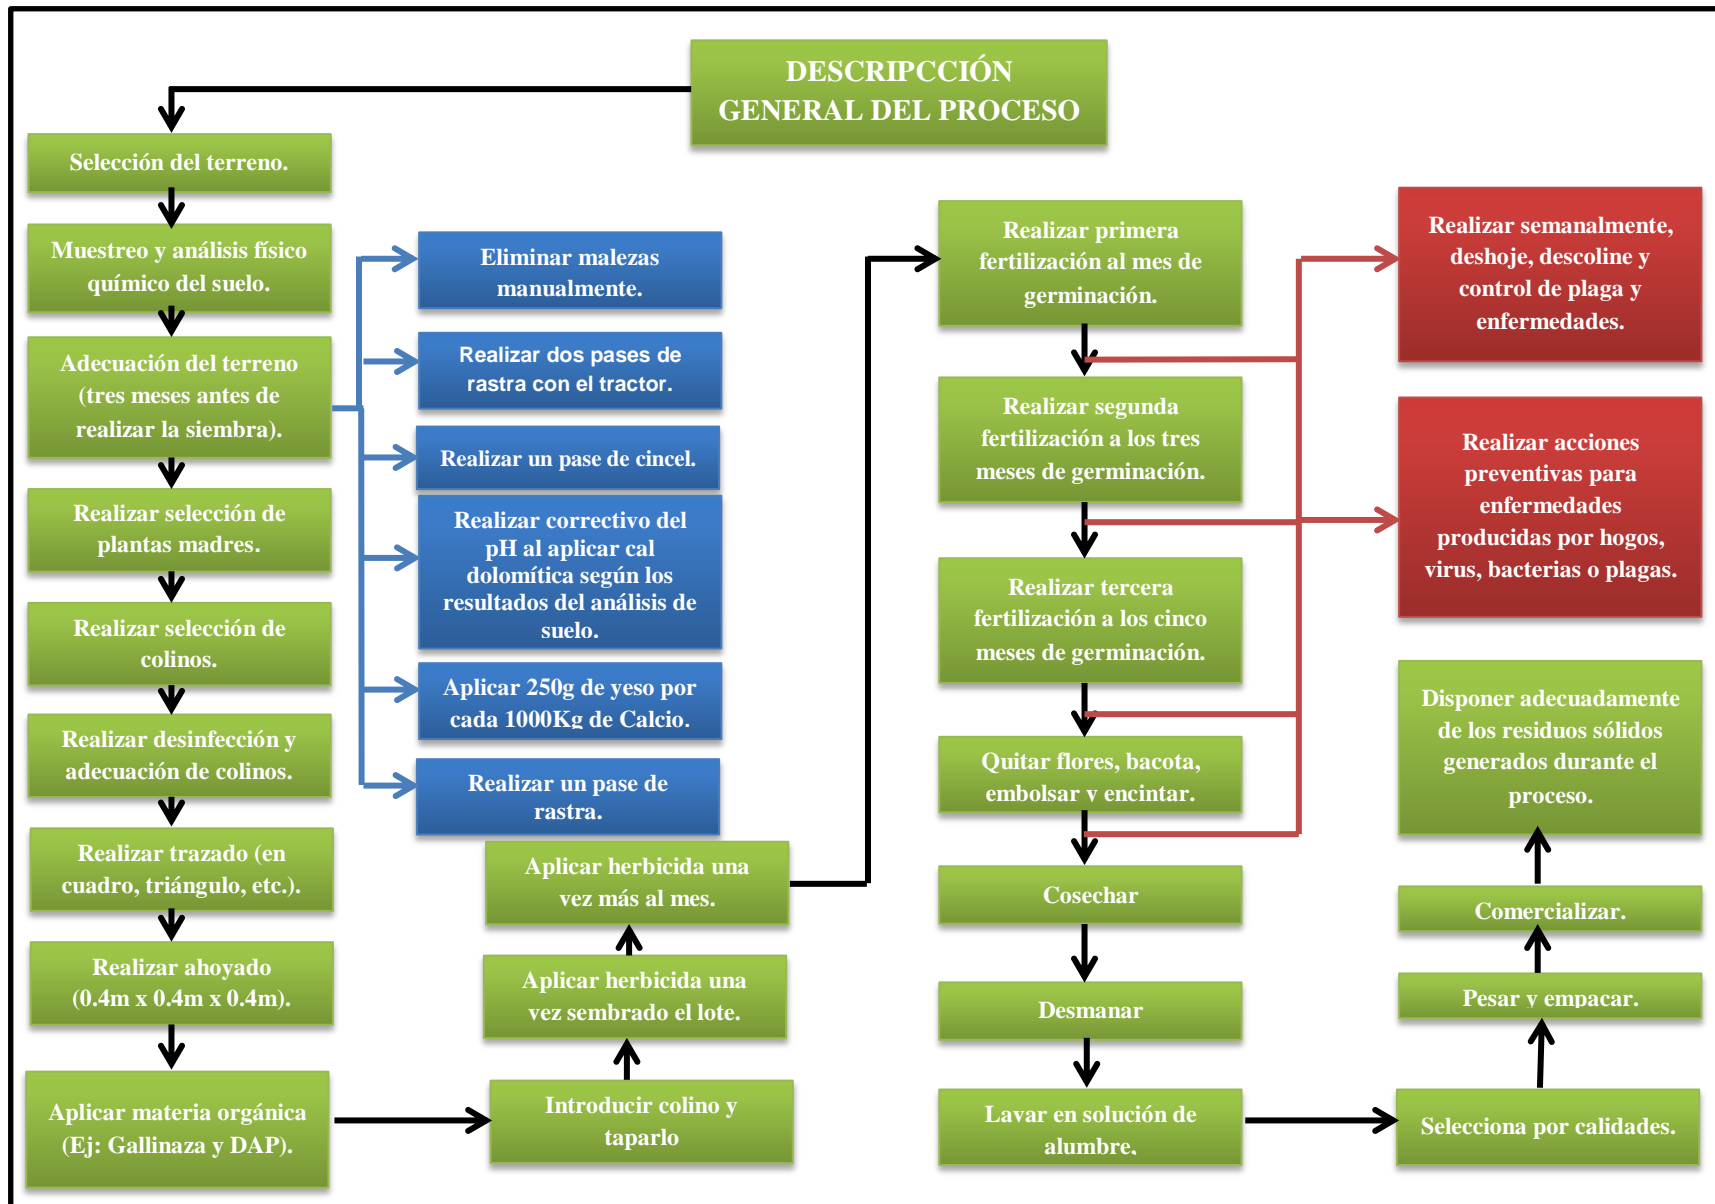 DESCRIPCCIÓN
GENERAL DEL PROCESO
Selección del terreno.
Muestreo y análisis físico
químico del suelo.
Adecuación del terreno
(tres meses antes de
realizar la siembra).
Realizar selección de
plantas madres.
Realizar selección de
colinos.
Realizar desinfección y
adecuación de colinos.
Realizar trazado (en
cuadro, triángulo, etc.).
Realizar ahoyado
(0.4m x 0.4m x 0.4m).
Aplicar materia orgánica
(Ej: Gallinaza y DAP).
Eliminar malezas
manualmente.
Realizar dos pases de
rastra con el tractor.
Realizar un pase de cincel.
Realizar correctivo del
pH al aplicar cal
dolomítica según los
resultados del análisis de
suelo.
Aplicar 250g de yeso por
cada 1000Kg de Calcio.
Realizar un pase de
rastra.
Aplicar herbicida una
vez más al mes.
Aplicar herbicida una
vez sembrado el lote.
Introducir colino y
taparlo
Realizar primera
fertilización al mes de
germinación.
Realizar segunda
fertilización a los tres
meses de germinación.
Realizar tercera
fertilización a los cinco
meses de germinación.
Quitar flores, bacota,
embolsar y encintar.
Cosechar
Desmanar
Lavar en solución de
alumbre.
Realizar semanalmente,
deshoje, descoline y
control de plaga y
enfermedades.
Realizar acciones
preventivas para
enfermedades
producidas por hogos,
virus, bacterias o plagas.
Disponer adecuadamente
de los residuos sólidos
generados durante el
proceso.
Comercializar.
Pesar y empacar.
Selecciona por calidades.